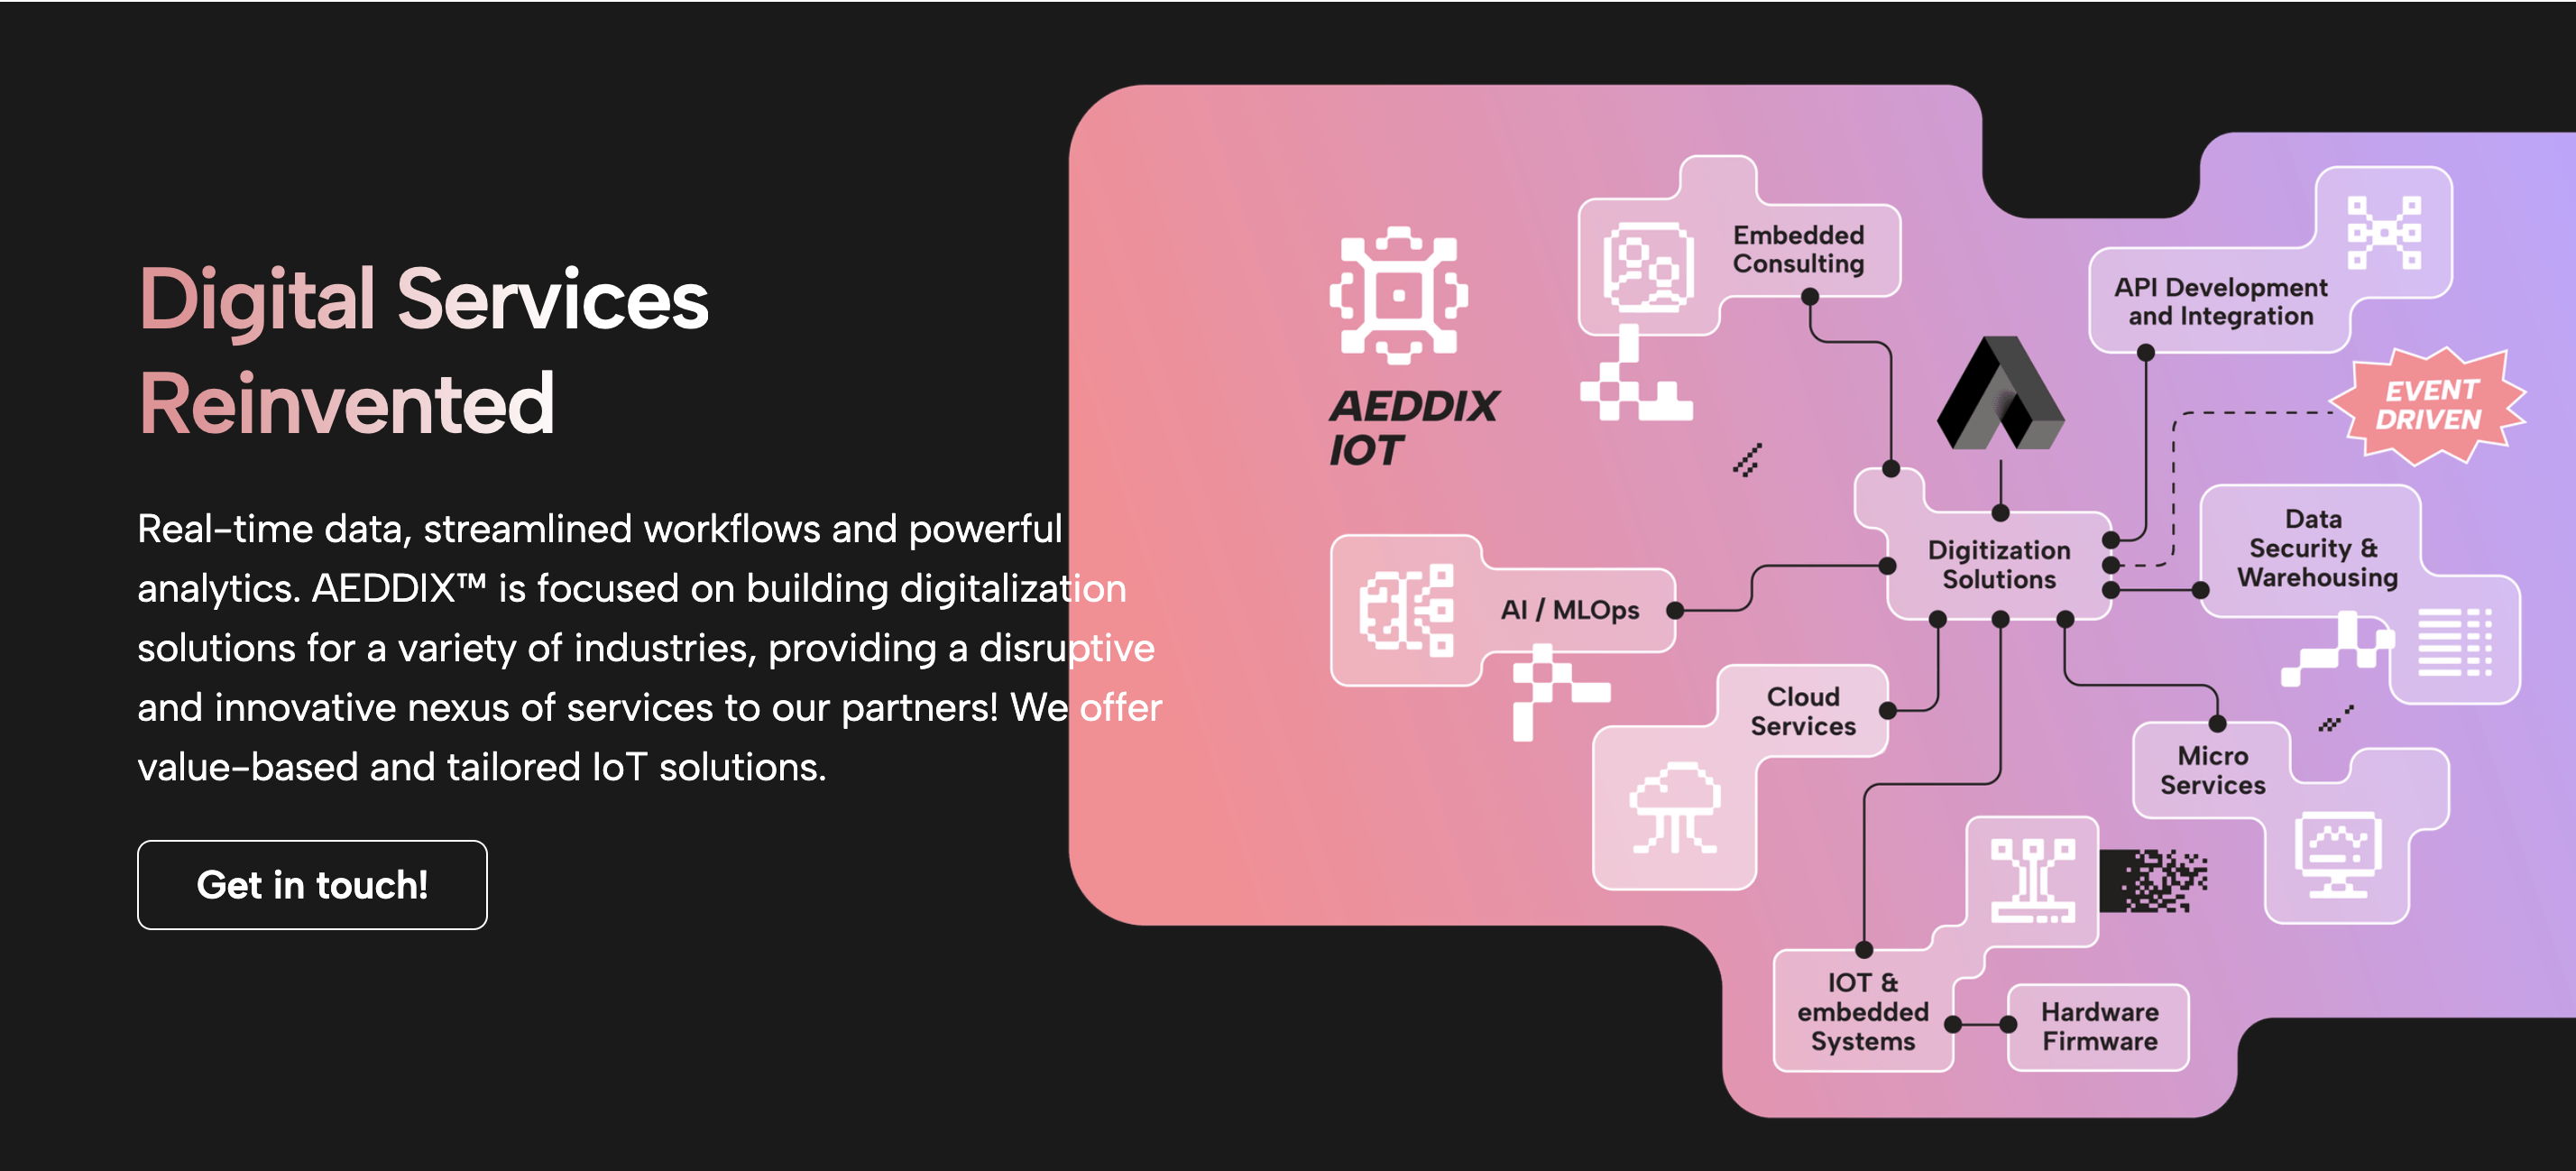 Digital Services
Reinvented
Real-time data, streamlined workflows and powerful
analytics. AEDDIX™ is focused on building digitalization
solutions for a variety of industries, providing a disruptive
and innovative nexus of services to our partners! We offer
value-based and tailored IoT solutions.
Get in touch!
AEDDIX
IOT
Embedded
Consulting
API Development
and Integration
EVENT
DRIVEN
Digitization
Solutions
Data
Security &
Warehousing
AI / MLOps
Cloud
Services
Micro
Services
IOT &
embedded
Systems
Hardware
Firmware